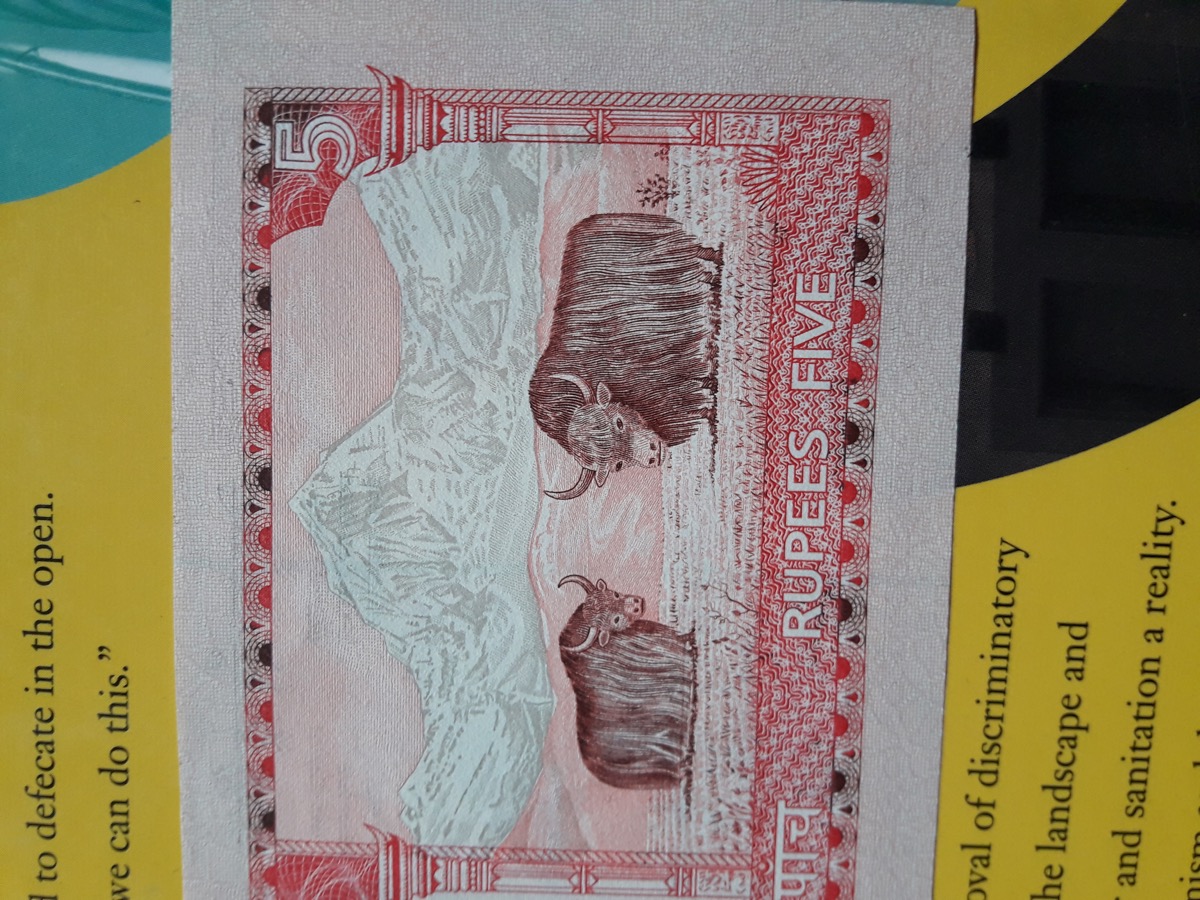 d to defecate in the open.
we can do this.”
5
पाच
RUPEES FIVE
oval of discriminatory
he landscape and
r and sanitation a reality.